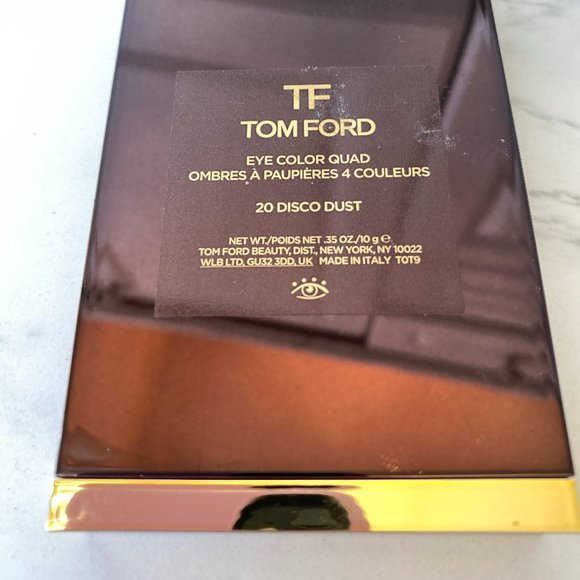 TF
TOM FORD
EYE COLOR QUAD
OMBRES À PAUPIÈRES 4 COULEURS
20 DISCO DUST
NET WT./POIDS NET .35 OZ./10 g ℮
TOM FORD BEAUTY, DIST., NEW YORK, NY 10022
WLB LTD, GU32 3DD, UK MADE IN ITALY T0T9